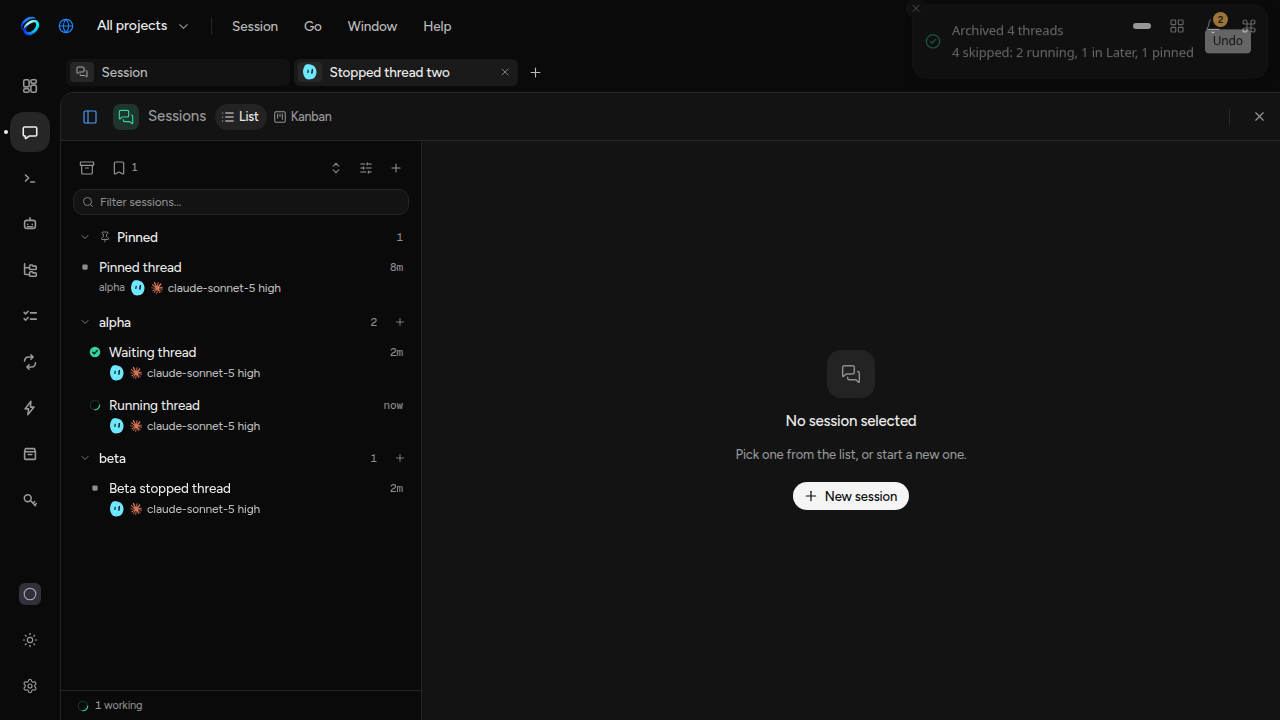 All projects
Session
Go
Window
Help
Archived 4 threads
4 skipped: 2 running, 1 in Later, 1 pinned
Undo
2
Session
Stopped thread two
Sessions
List
Kanban
1
Filter sessions...
Pinned
1
Pinned thread
8m
alpha
claude-sonnet-5 high
alpha
2
Waiting thread
2m
claude-sonnet-5 high
Running thread
now
claude-sonnet-5 high
beta
1
Beta stopped thread
2m
claude-sonnet-5 high
No session selected
Pick one from the list, or start a new one.
New session
1 working